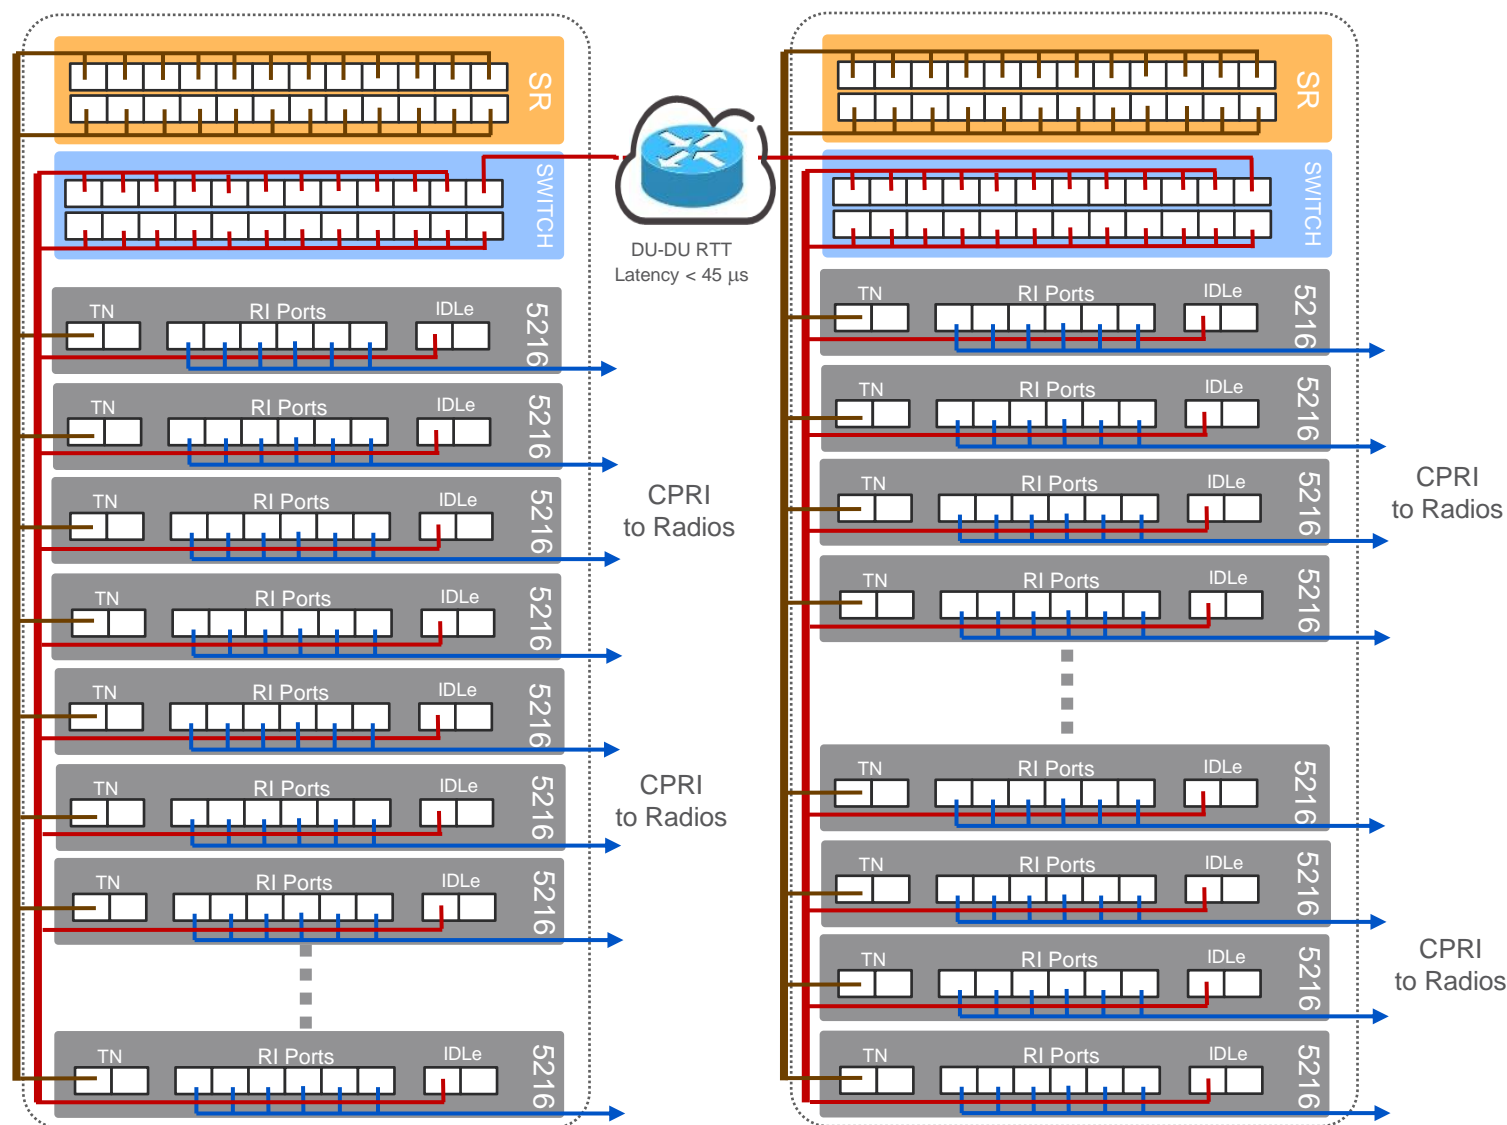 SR
SWITCH
TN
RI Ports
IDLe
5216
TN
RI Ports
IDLe
5216
TN
RI Ports
IDLe
5216
TN
RI Ports
IDLe
5216
TN
RI Ports
IDLe
5216
TN
RI Ports
IDLe
5216
TN
RI Ports
IDLe
5216
TN
RI Ports
IDLe
5216
DU-DU RTT
Latency < 45 μs
CPRI
to Radios
CPRI
to Radios
SR
SWITCH
TN
RI Ports
IDLe
5216
TN
RI Ports
IDLe
5216
TN
RI Ports
IDLe
5216
TN
RI Ports
IDLe
5216
TN
RI Ports
IDLe
5216
TN
RI Ports
IDLe
5216
TN
RI Ports
IDLe
5216
TN
RI Ports
IDLe
5216
CPRI
to Radios
CPRI
to Radios